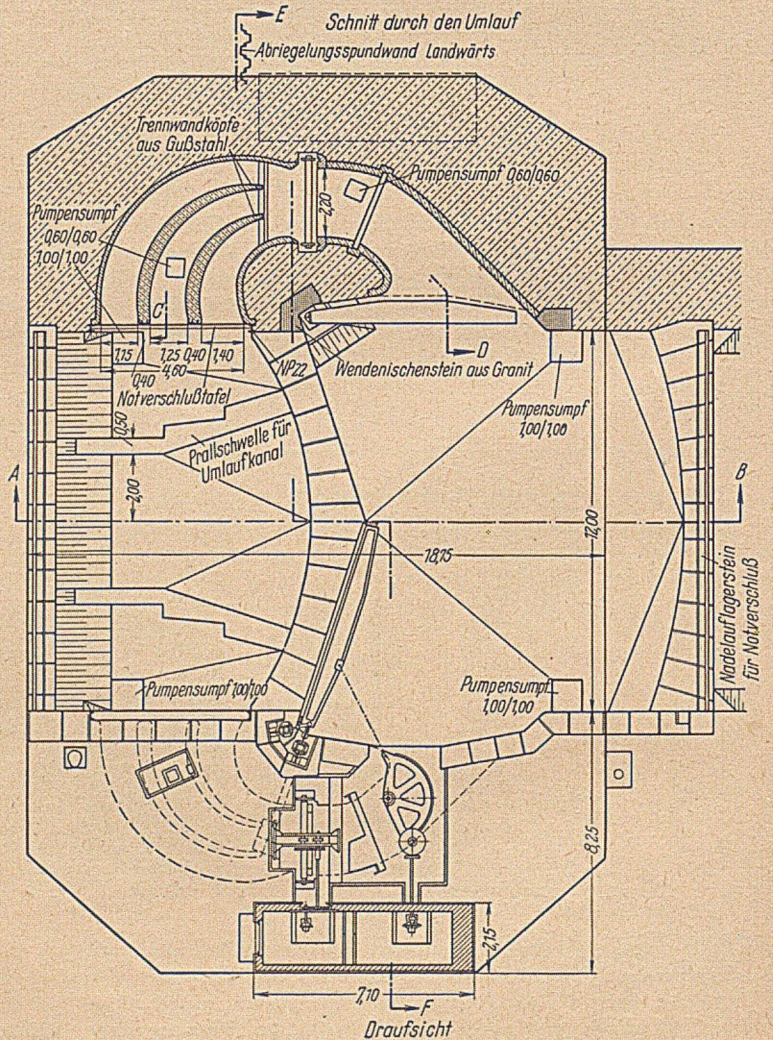 E
Schnitt durch den Umlauf
Abriegelungsspundwand Landwärts
Trennwandköpfe
aus Gußstahl
Pumpensumpf 0,60/0,60
2,20
Pumpensumpf
0,60/0,60
1,00/1,00
C
D
1,15
1,25
0,40
1,40
0,40
4,60
Notverschlußtafel
NP22
Wendenischenstein aus Granit
Pumpensumpf
1,00/1,00
0,50
Prallschwelle für
Umlaufkanal
A
2,00
B
18,75
12,00
Nadelauflagerstein
für Notverschluß
Pumpensumpf 1,00/1,00
Pumpensumpf
1,00/1,00
8,25
2,15
7,10
F
Draufsicht